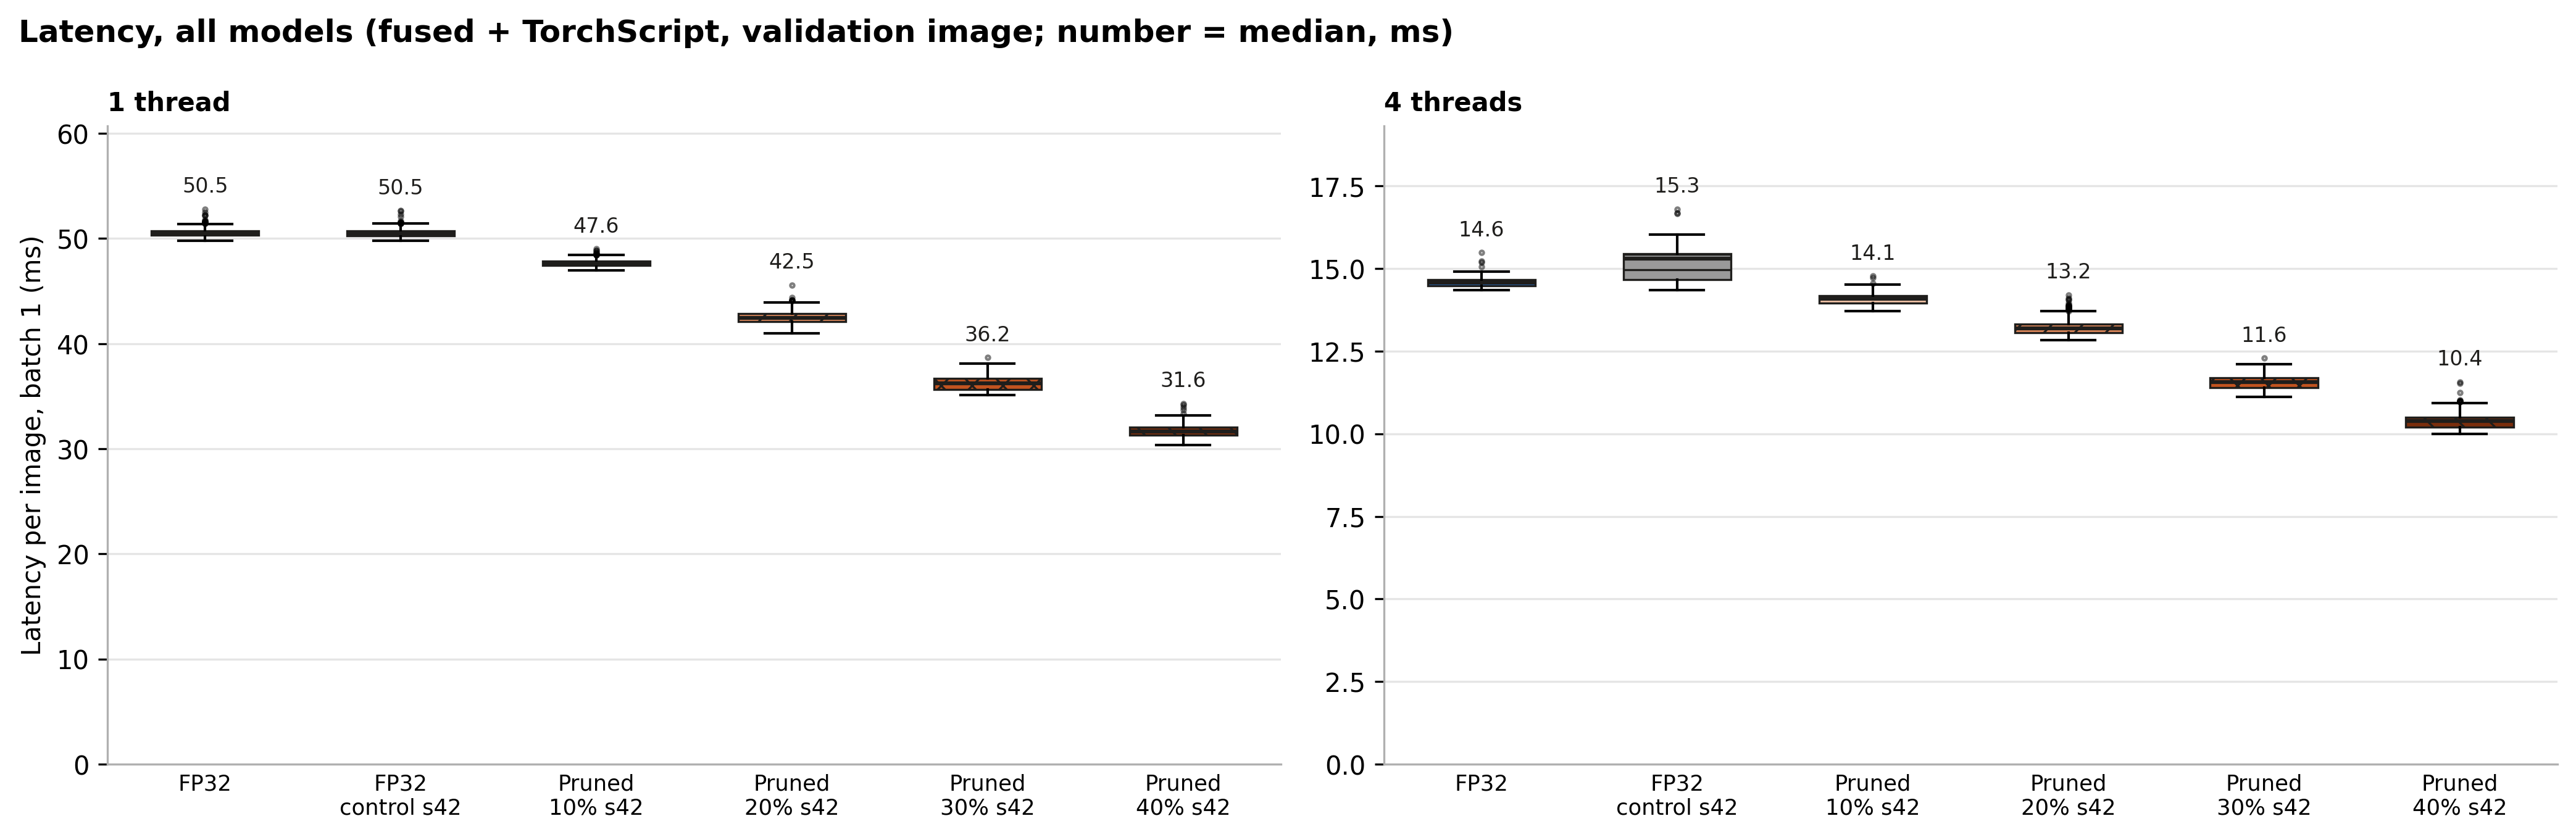 Latency, all models (fused + TorchScript, validation image; number = median, ms)
1 thread
Latency per image, batch 1 (ms)
60
50
40
30
20
10
0
50.5
50.5
47.6
42.5
36.2
31.6
FP32
FP32
control s42
Pruned
10% s42
Pruned
20% s42
Pruned
30% s42
Pruned
40% s42
4 threads
17.5
15.0
12.5
10.0
7.5
5.0
2.5
0.0
14.6
15.3
14.1
13.2
11.6
10.4
FP32
FP32
control s42
Pruned
10% s42
Pruned
20% s42
Pruned
30% s42
Pruned
40% s42